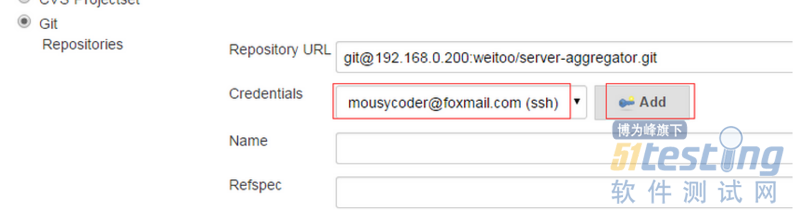 CVS Projectset
Git
Repositories
Repository URL
git@192.168.0.200:weitoo/server-aggregator.git
Credentials
mousycoder@foxmail.com (ssh)
Add
Name
Refspec
博为峰旗下
51testing
软件测试网